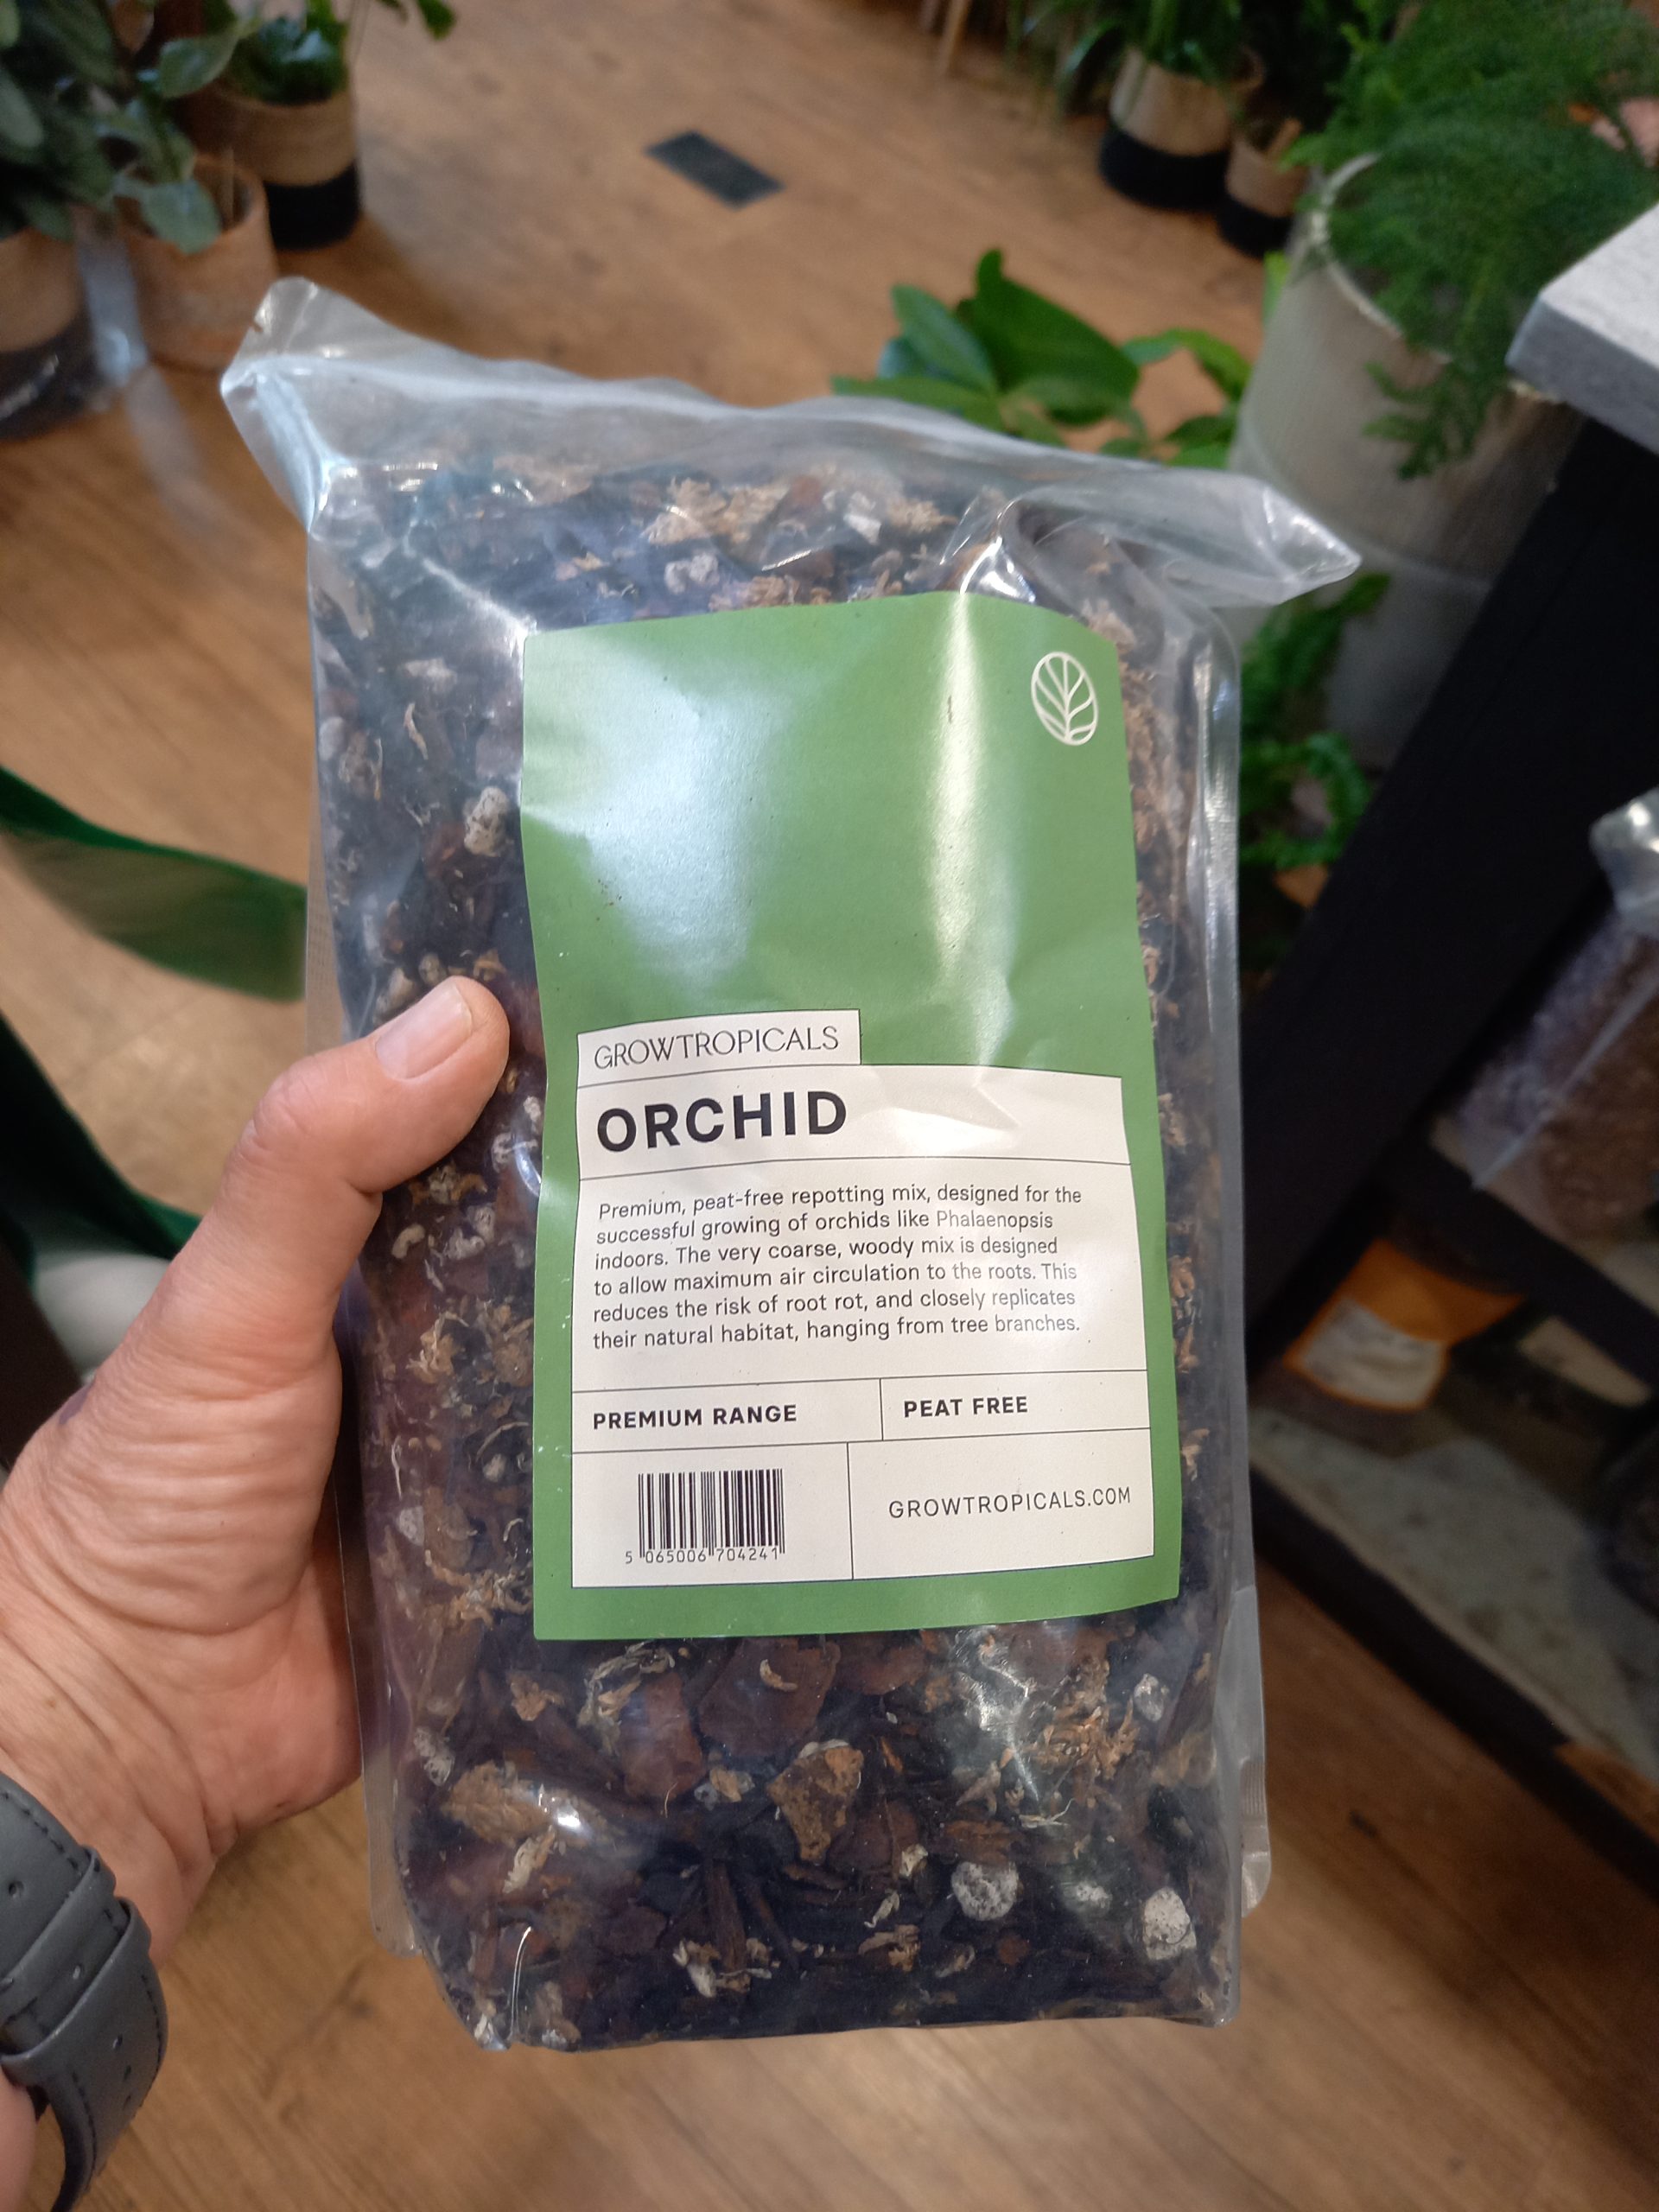 GROWTROPICALS
ORCHID
Premium, peat-free repotting mix, designed for the
successful growing of orchids like Phalaenopsis
indoors. The very coarse, woody mix is designed
to allow maximum air circulation to the roots. This
reduces the risk of root rot, and closely replicates
their natural habitat, hanging from tree branches.
PREMIUM RANGE
PEAT FREE
5 065006 704241
GROWTROPICALS.COM